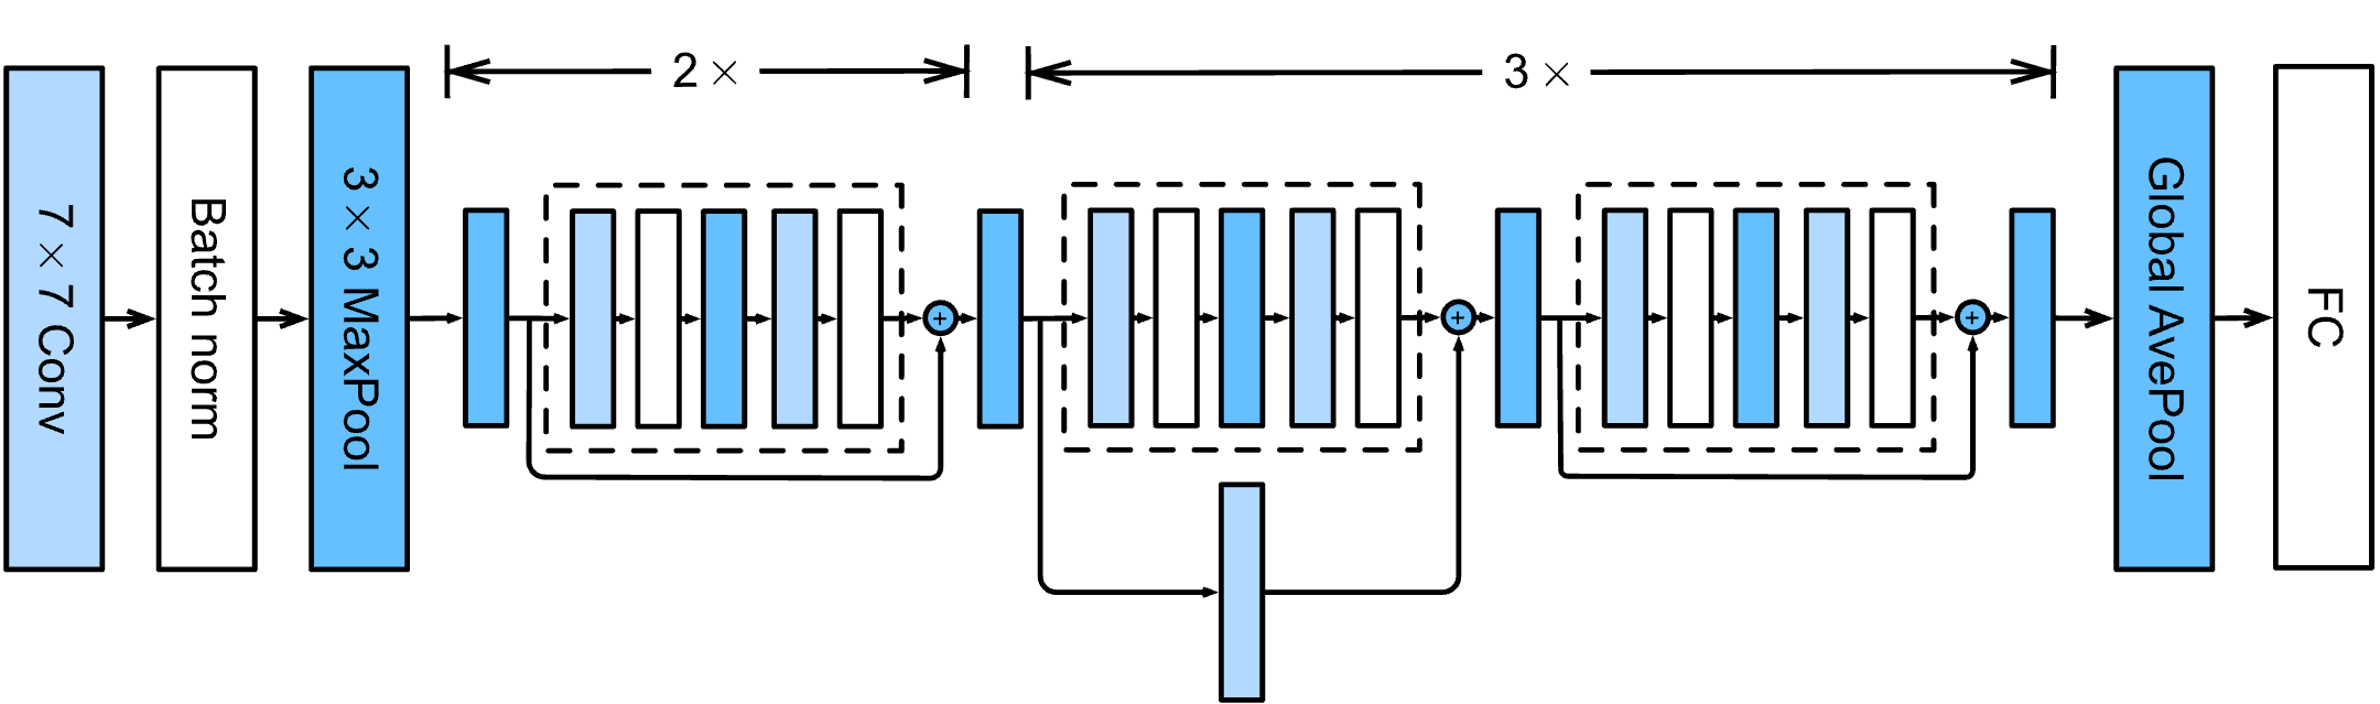 7 × 7 Conv
Batch norm
3 × 3 MaxPool
2 ×
+
3 ×
+
+
Global AvePool
FC